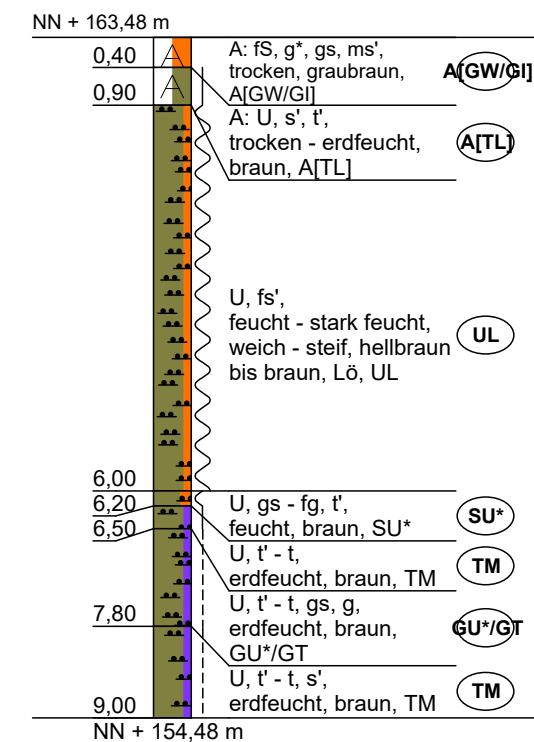 NN + 163,48 m
0,40
A: fS, g*, gs, ms',
trocken, graubraun,
A[GW/GI]
A[GW/GI]
0,90
A: U, s', t',
trocken - erdfeucht,
braun, A[TL]
A[TL]
U, fs',
feucht - stark feucht,
weich - steif, hellbraun
bis braun, Lö, UL
UL
6,00
6,20
U, gs - fg, t',
feucht, braun, SU*
SU*
6,50
U, t' - t,
erdfeucht, braun, TM
TM
7,80
U, t' - t, gs, g,
erdfeucht, braun,
GU*/GT
GU*/GT
9,00
U, t' - t, s',
erdfeucht, braun, TM
TM
NN + 154,48 m